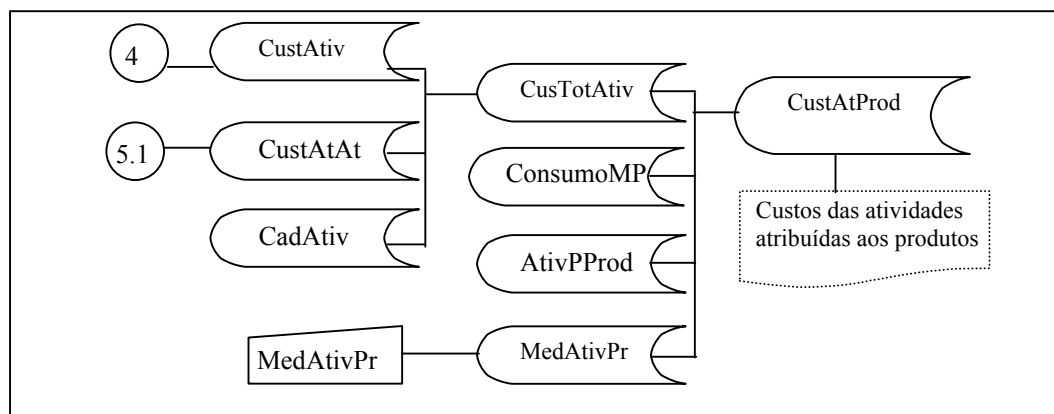 4
CustAtiv
CusTotAtiv
CustAtProd
5.1
CustAtAt
ConsumoMP
CadAtiv
AtivPProd
Custos das atividades
atribuídas aos produtos
MedAtivPr
MedAtivPr